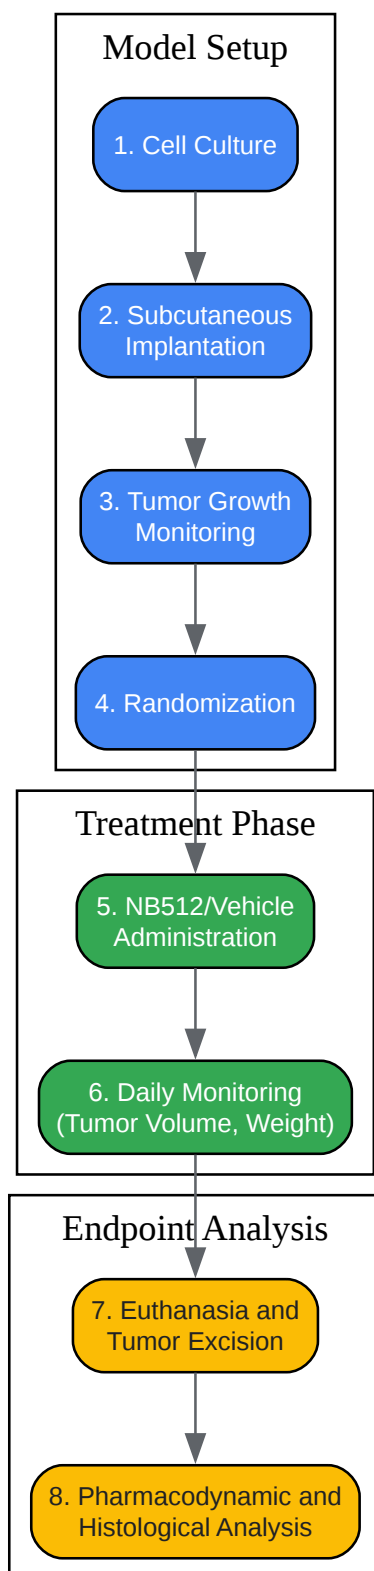 Model Setup
1. Cell Culture
2. Subcutaneous
Implantation
3. Tumor Growth
Monitoring
4. Randomization
Treatment Phase
5. NB512/Vehicle
Administration
6. Daily Monitoring
(Tumor Volume, Weight)
Endpoint Analysis
7. Euthanasia and
Tumor Excision
8. Pharmacodynamic and
Histological Analysis